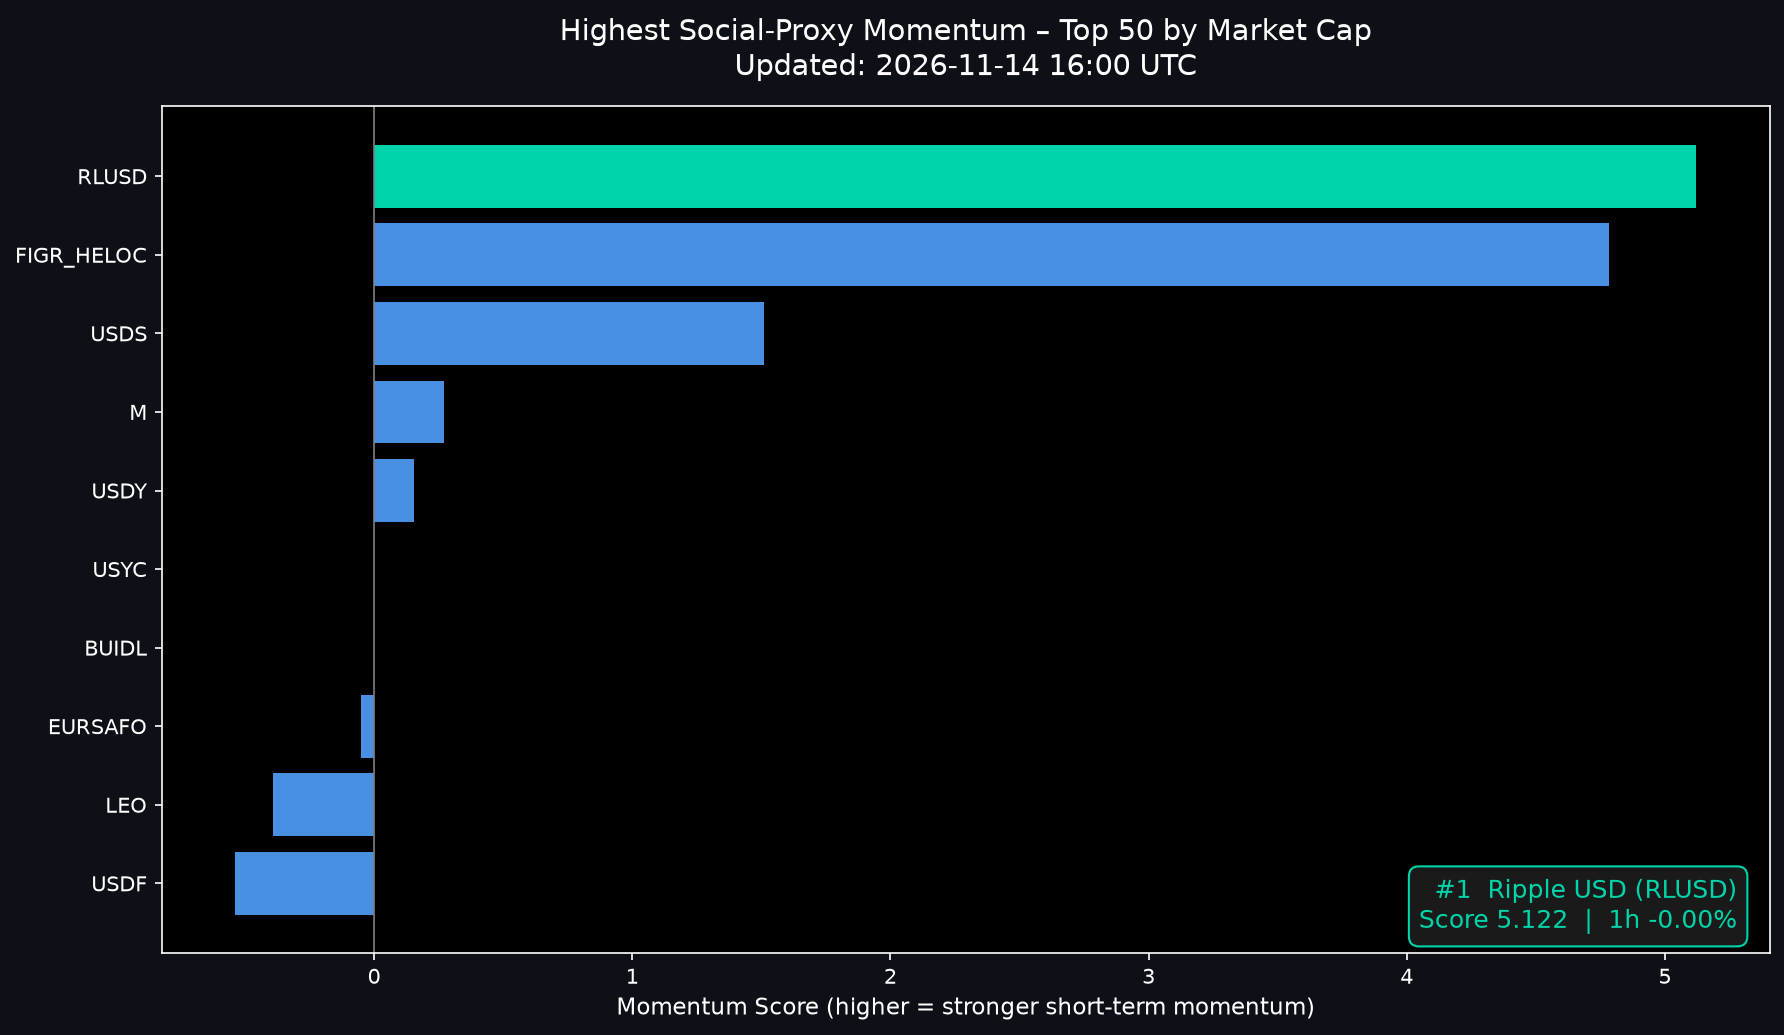 Highest Social-Proxy Momentum – Top 50 by Market Cap
Updated: 2026-11-14 16:00 UTC
RLUSD
FIGR_HELOC
USDS
M
USDY
USYC
BUIDL
EURSAFO
LEO
USDF
#1  Ripple USD (RLUSD)
Score 5.122  |  1h -0.00%
0 1 2 3 4 5
Momentum Score (higher = stronger short-term momentum)